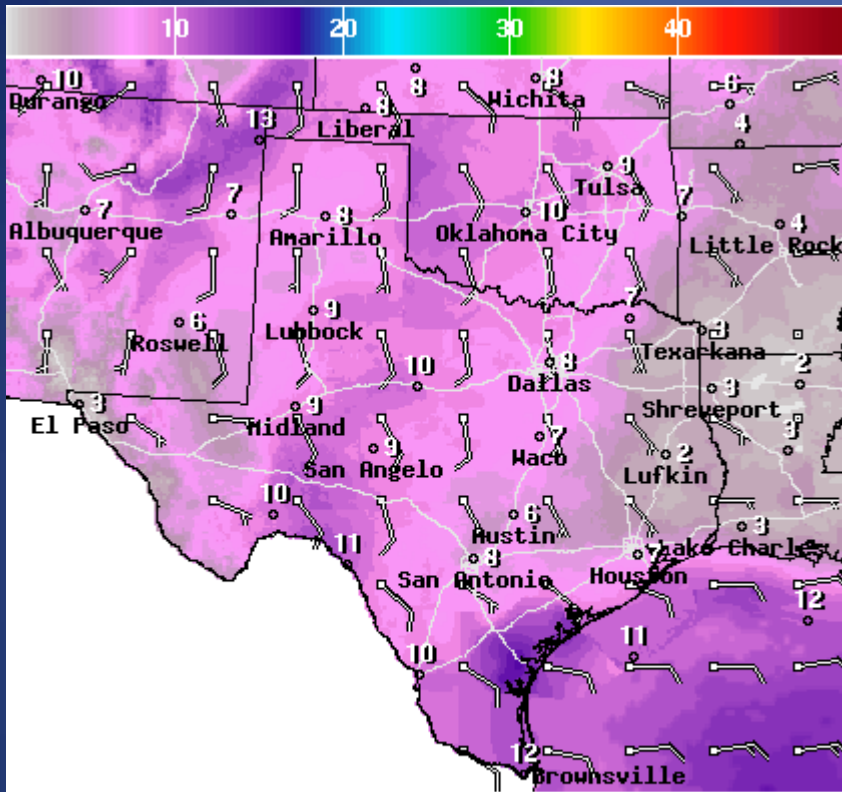 10 20 30 40
8
10 8 6
Durango Wichita
8
Liberal
13 4
9
Tulsa
7 7 8 10 7 4
Albuquerque Amarillo Oklahoma City Little Rock
9 7
6 3
Roswell Lubbock Texarkana
8 2
10 Dallas
3 9 3
El Paso Midland Shreveport
9 7 3
San Angelo Waco 2
Lufkin
10 6 3
Austin
11 8 7 Lake Charles
San Antonio Houston
12
11
10
12
Brownsville